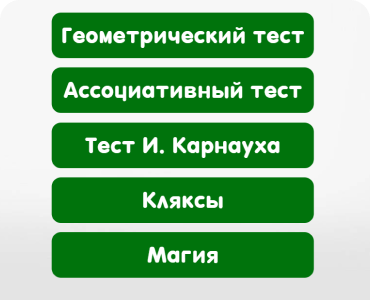 Геометрический тест
Ассоциативный тест
Тест И. Карнауха
Кляксы
Магия